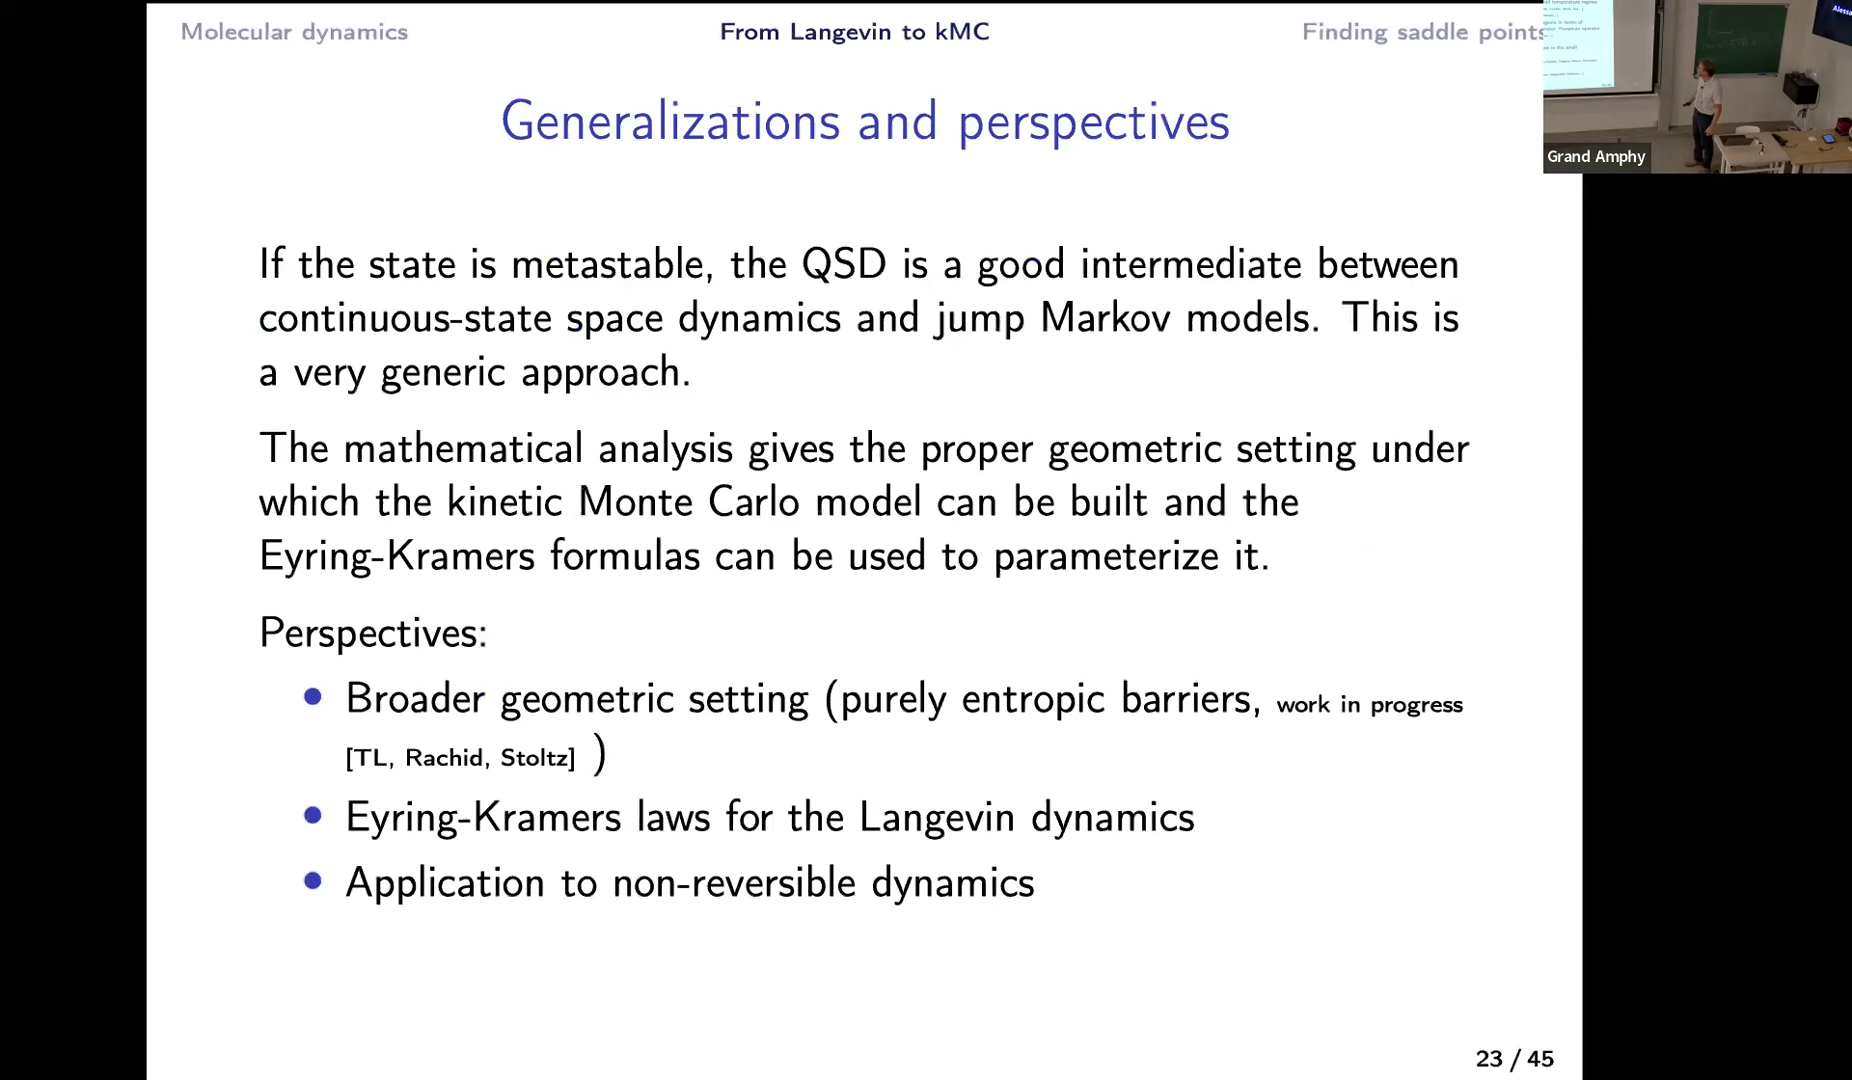 Molecular dynamics From Langevin to kMC Finding saddle points
Generalizations and perspectives
If the state is metastable, the QSD is a good intermediate between
continuous-state space dynamics and jump Markov models. This is
a very generic approach.
The mathematical analysis gives the proper geometric setting under
which the kinetic Monte Carlo model can be built and the
Eyring-Kramers formulas can be used to parameterize it.
Perspectives:
• Broader geometric setting (purely entropic barriers, work in progress
[TL, Rachid, Stoltz] )
• Eyring-Kramers laws for the Langevin dynamics
• Application to non-reversible dynamics
23 / 45
Grand Amphy